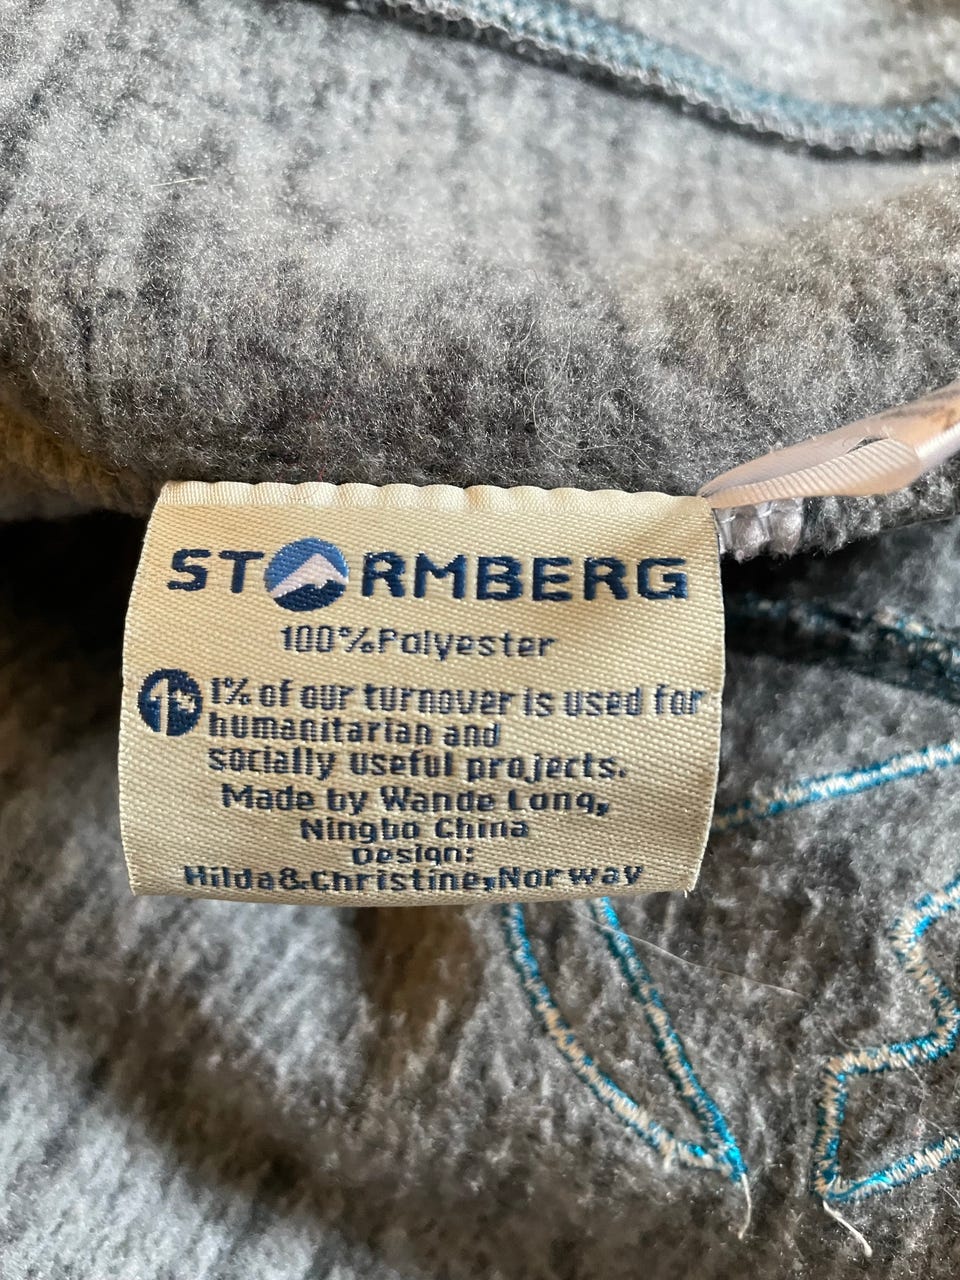 STORMBERG
100%Polyester
1% of our turnover is used for
humanitarian and
socially useful projects.
Made by Wande Long,
Ningbo China
Design:
Hilda&Christine,Norway